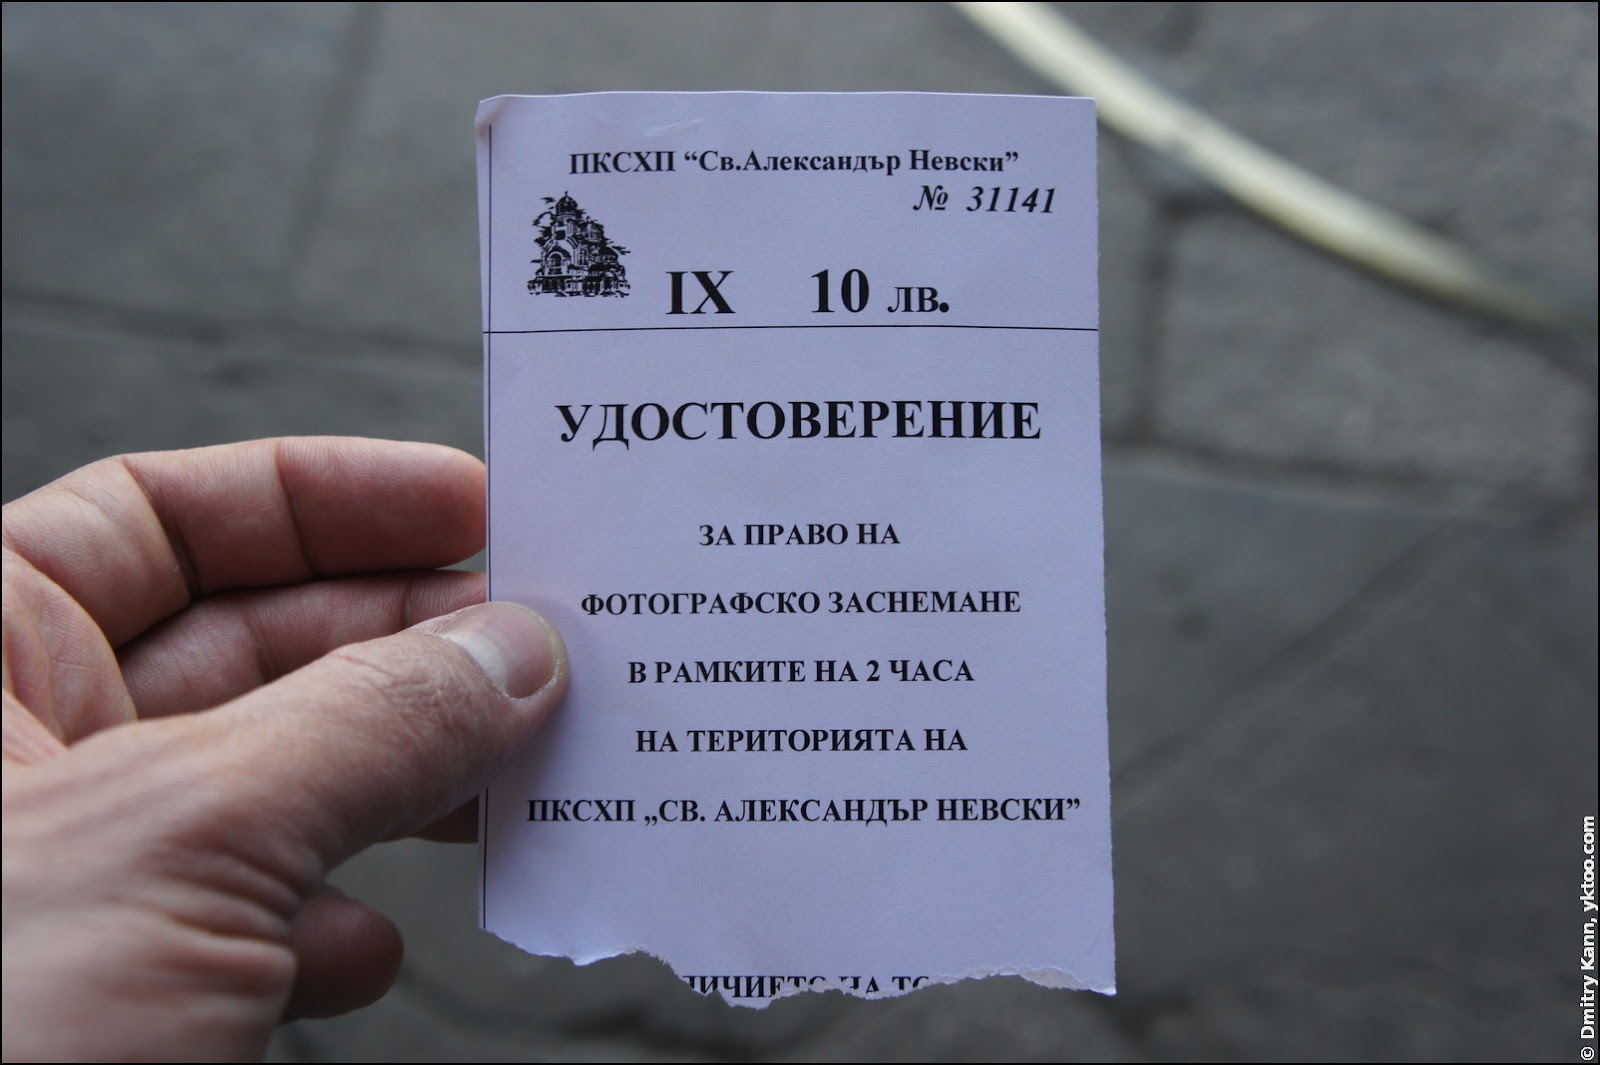 ПКСХП “Св.Александър Невски”
№ 31141
IX 10 лв.
УДОСТОВЕРЕНИЕ
ЗА ПРАВО НА
ФОТОГРАФСКО ЗАСНЕМАНЕ
В РАМКИТЕ НА 2 ЧАСА
НА ТЕРИТОРИЯТА НА
ПКСХП „СВ. АЛЕКСАНДЪР НЕВСКИ”
НА
© Dmitry Kann, yktoo.com